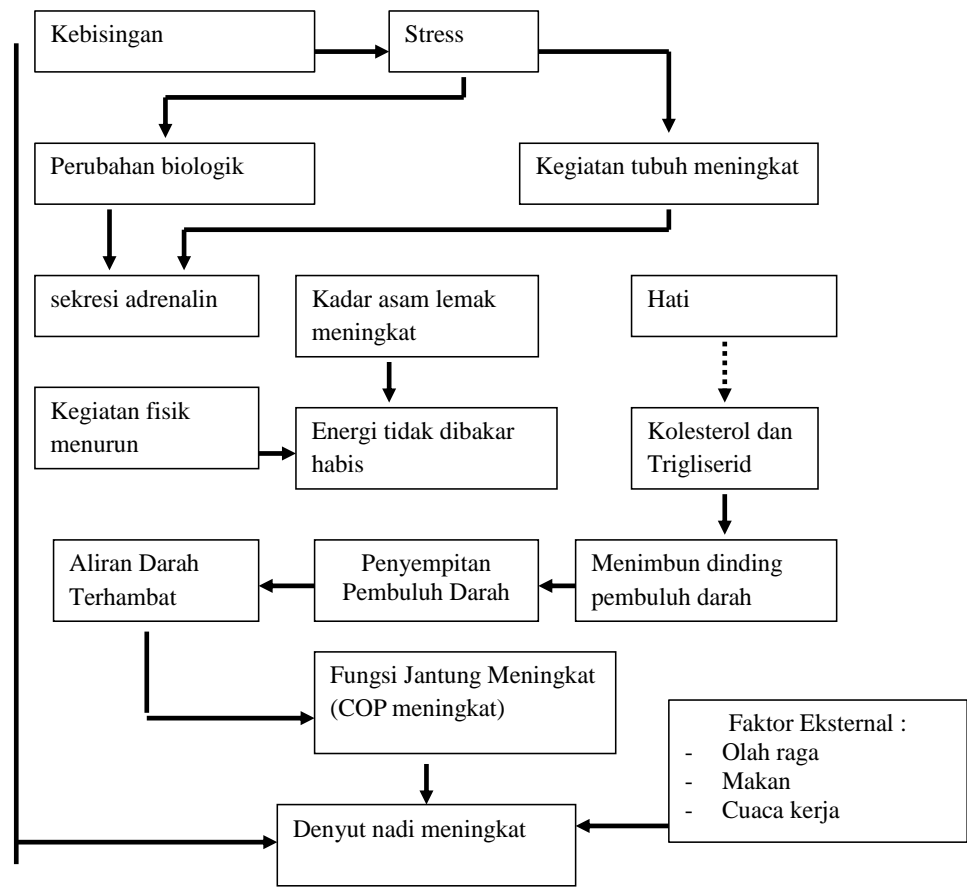 Kebisingan
Stress
Perubahan biologik
Kegiatan tubuh meningkat
sekresi adrenalin
Kadar asam lemak
meningkat
Hati
Kegiatan fisik
menurun
Energi tidak dibakar
habis
Kolesterol dan
Trigliserid
Aliran Darah
Terhambat
Penyempitan
Pembuluh Darah
Menimbun dinding
pembuluh darah
Fungsi Jantung Meningkat
(COP meningkat)
Faktor Eksternal :
- Olah raga
- Makan
- Cuaca kerja
Denyut nadi meningkat